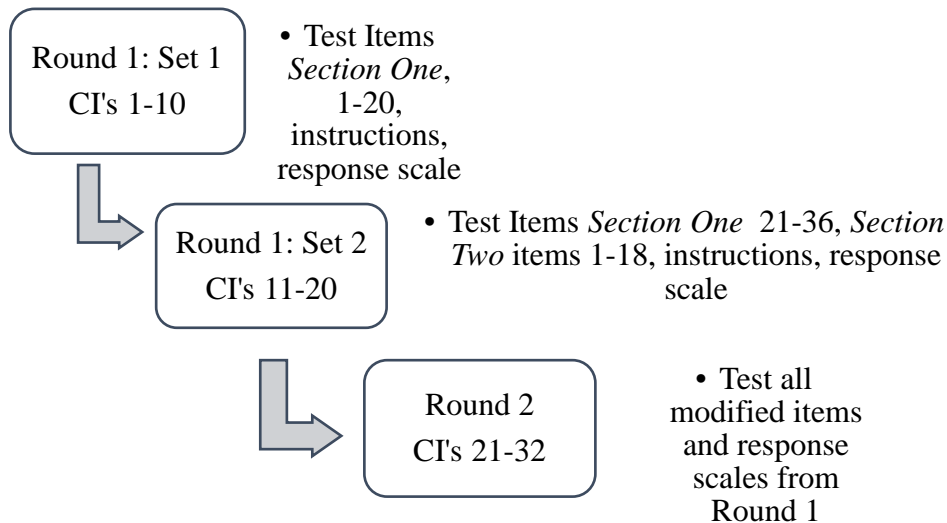 Round 1: Set 1
CI's 1-10
• Test Items
Section One,
1-20,
instructions,
response scale
Round 1: Set 2
CI's 11-20
• Test Items Section One 21-36, Section
Two items 1-18, instructions, response
scale
Round 2
CI's 21-32
• Test all
modified items
and response
scales from
Round 1